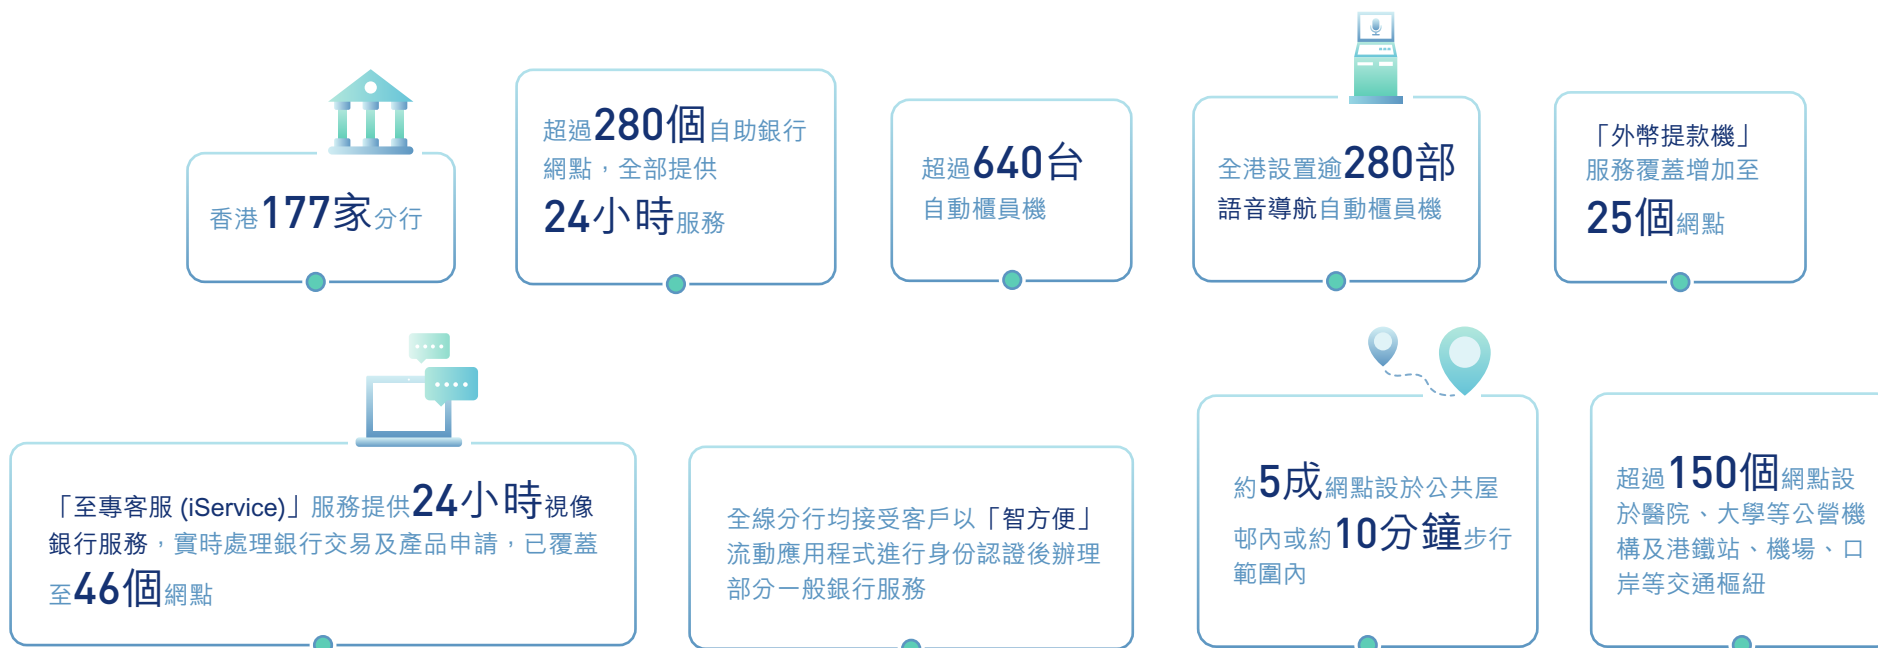 香港177家分行
超過280個自助銀行
網點，全部提供
24小時服務
超過640台
自動櫃員機
全港設置逾280部
語音導航自動櫃員機
「外幣提款機」
服務覆蓋增加至
25個網點
「至專客服 (iService)」服務提供24小時視像
銀行服務，實時處理銀行交易及產品申請，已覆蓋
至46個網點
全線分行均接受客戶以「智方便」
流動應用程式進行身份認證後辦理
部分一般銀行服務
約5成網點設於公共屋
邨內或約10分鐘步行
範圍內
超過150個網點設
於醫院、大學等公營機
構及港鐵站、機場、口
岸等交通樞紐